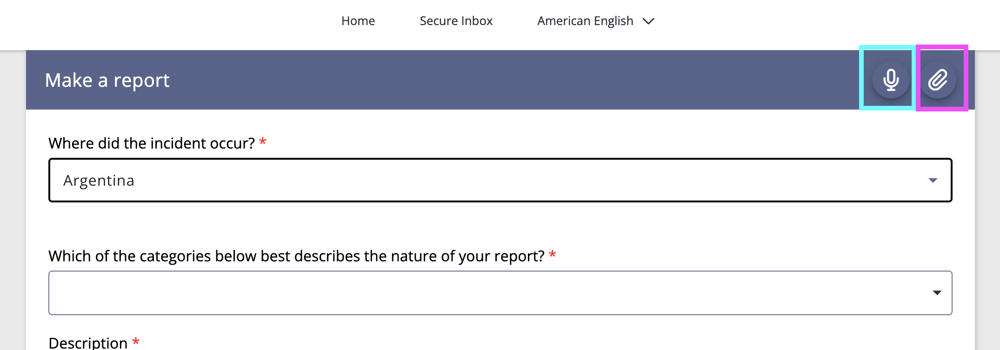 Home Secure Inbox American English
Make a report
Where did the incident occur? *
Argentina
Which of the categories below best describes the nature of your report? *
Description *